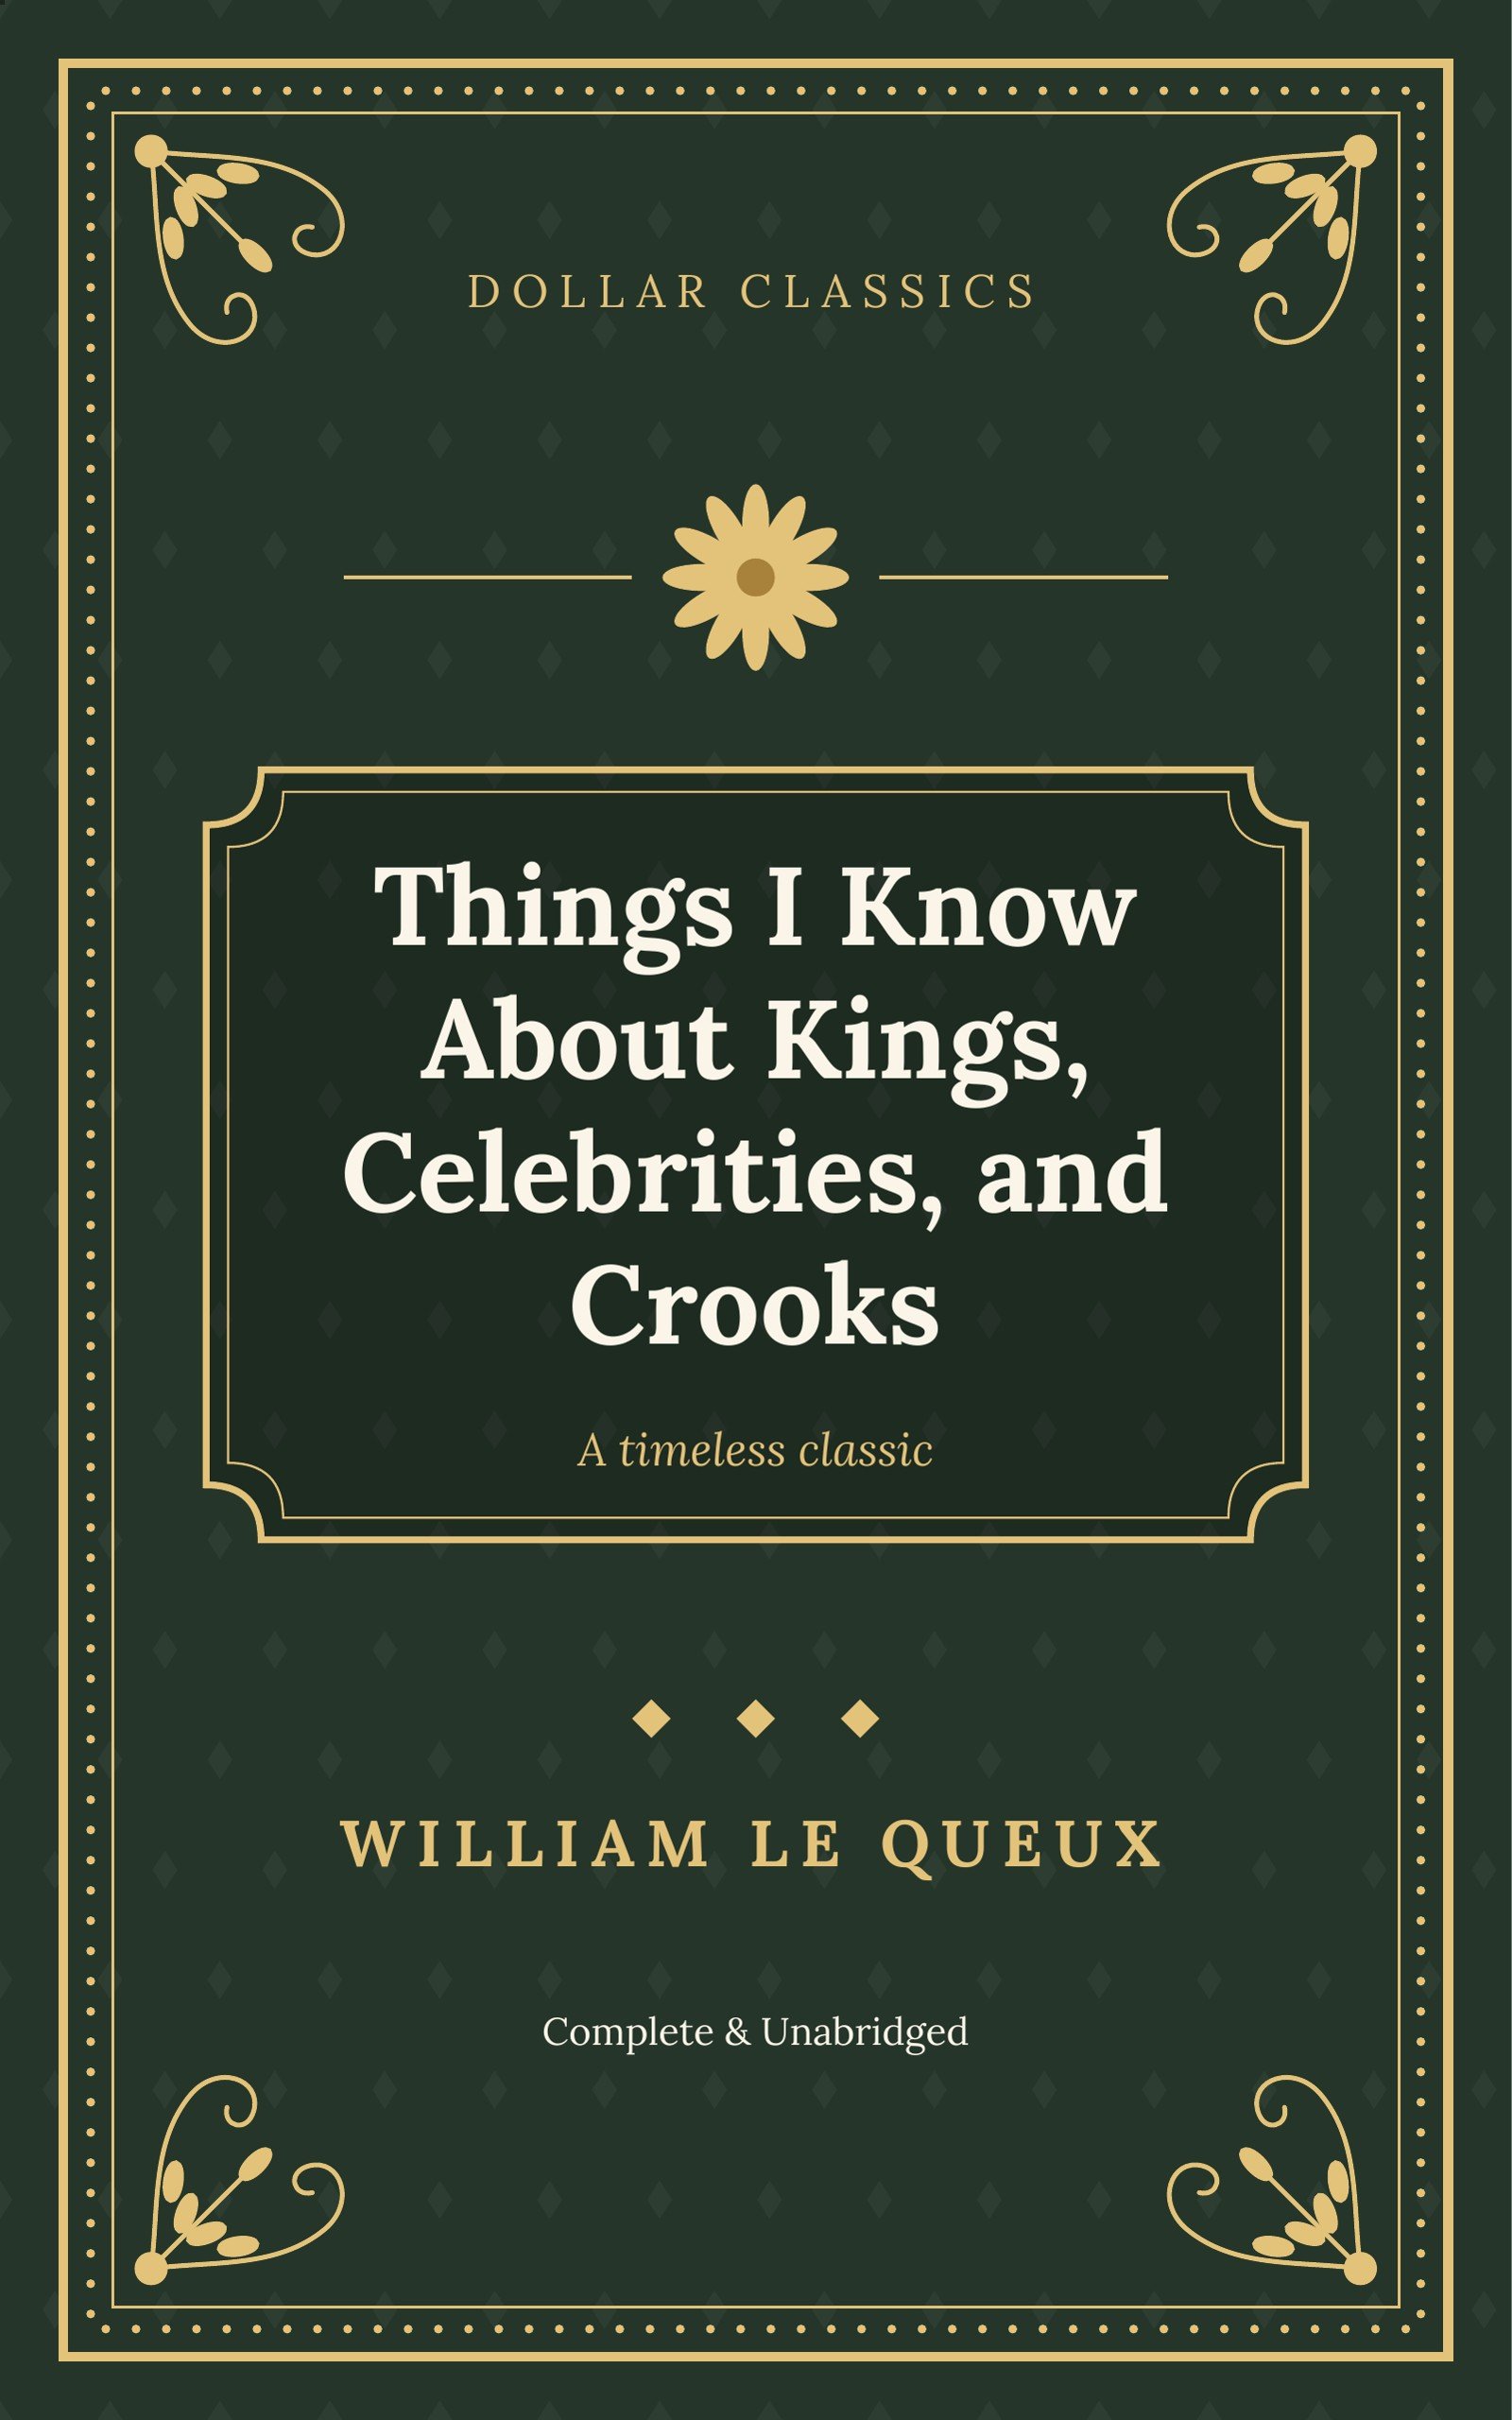 DOLLAR CLASSICS
Things I Know
About Kings,
Celebrities, and
Crooks
A timeless classic
WILLIAM LE QUEUX
Complete & Unabridged